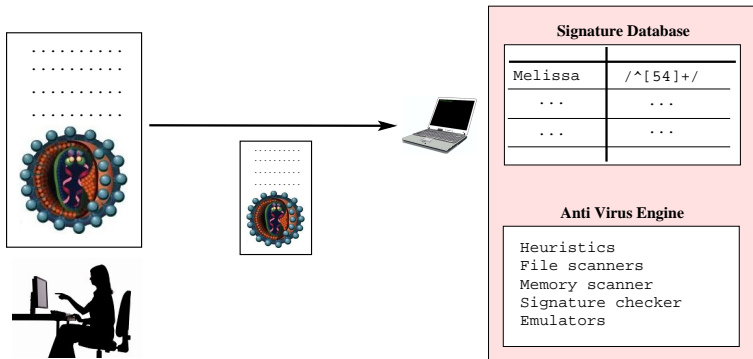 Signature Database
Melissa /^[54]+/
... ...
... ...
Anti Virus Engine
Heuristics
File scanners
Memory scanner
Signature checker
Emulators